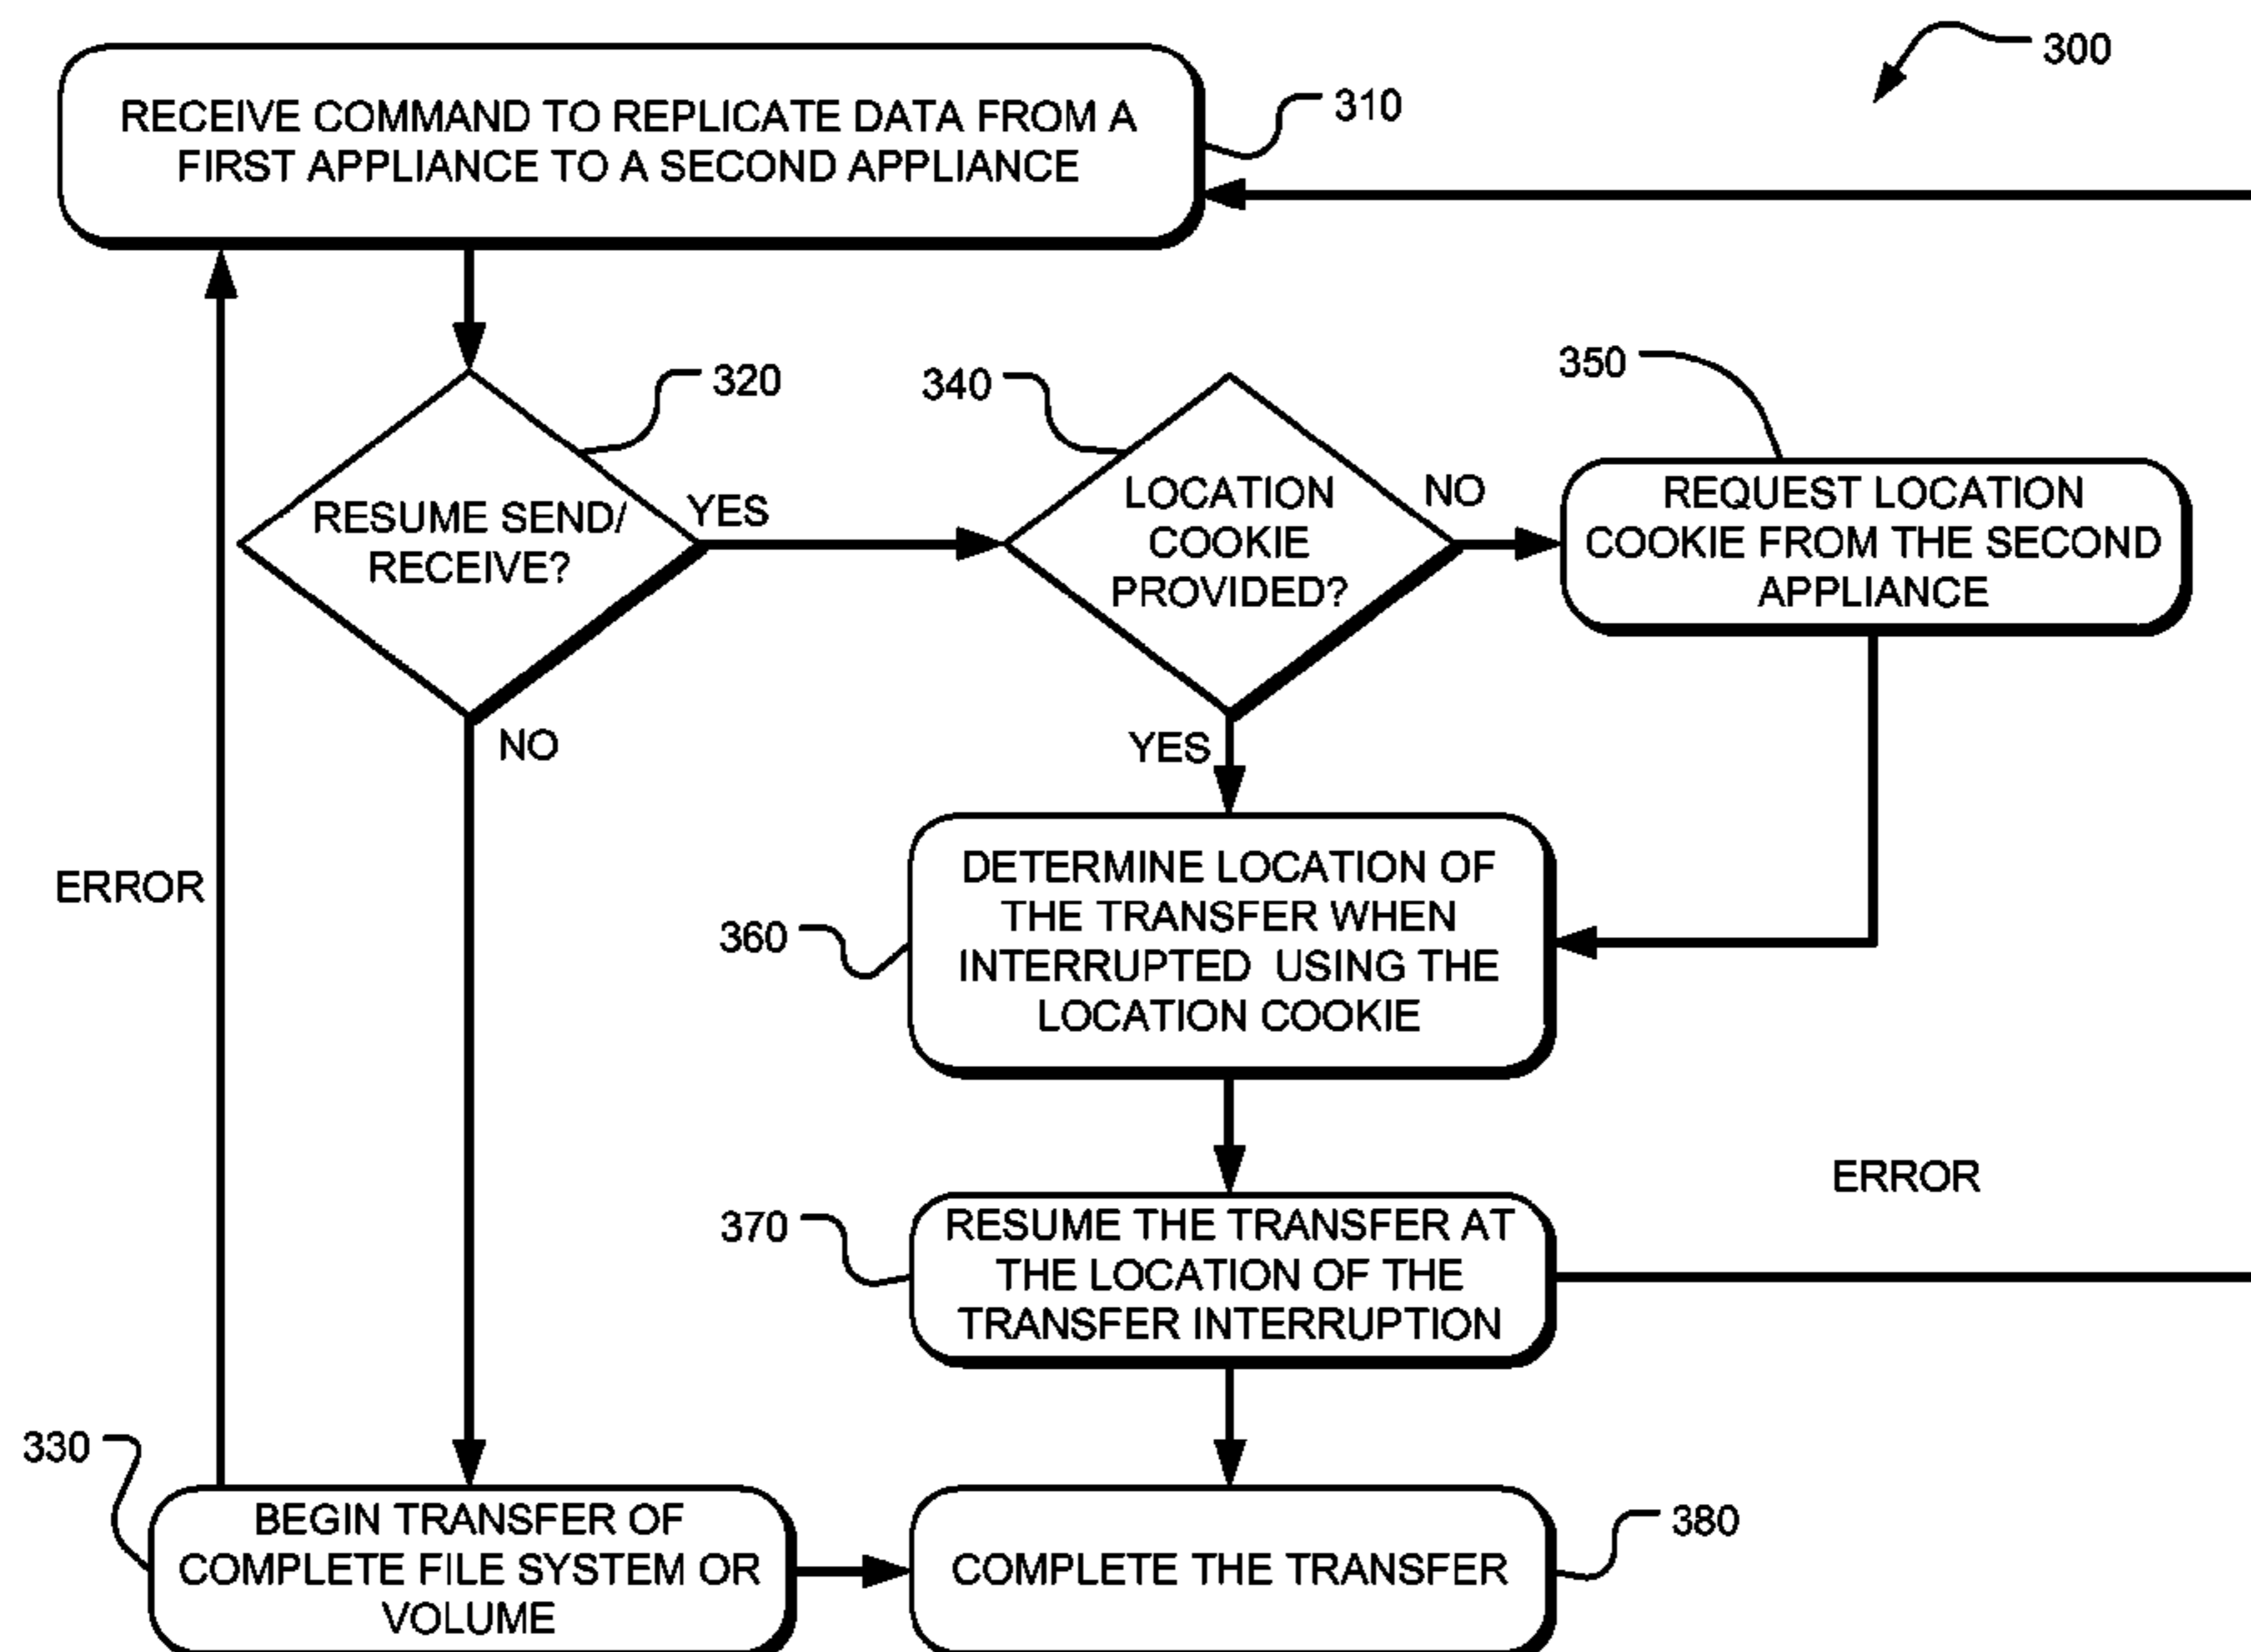 300
RECEIVE COMMAND TO REPLICATE DATA FROM A
FIRST APPLIANCE TO A SECOND APPLIANCE
310
320
RESUME SEND/
RECEIVE?
YES
NO
340
LOCATION
COOKIE
PROVIDED?
NO
YES
350
REQUEST LOCATION
COOKIE FROM THE SECOND
APPLIANCE
ERROR
360
DETERMINE LOCATION OF
THE TRANSFER WHEN
INTERRUPTED USING THE
LOCATION COOKIE
370
RESUME THE TRANSFER AT
THE LOCATION OF THE
TRANSFER INTERRUPTION
ERROR
330
BEGIN TRANSFER OF
COMPLETE FILE SYSTEM OR
VOLUME
COMPLETE THE TRANSFER
380